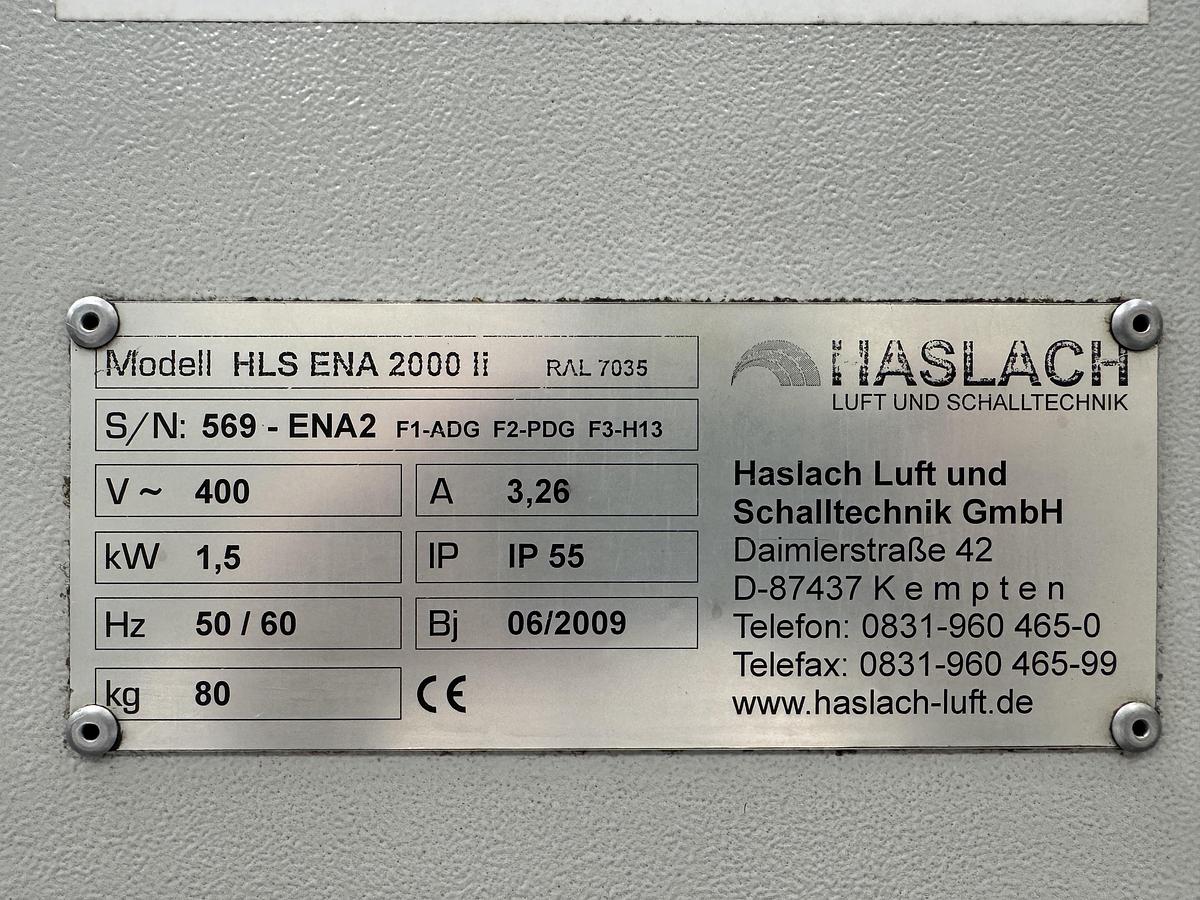 Modell HLS ENA 2000 Ii RAL 7035
S/N: 569 - ENA2 F1-ADG F2-PDG F3-H13
V ~ 400
A 3,26
kW 1,5
IP IP 55
Hz 50 / 60
Bj 06/2009
kg 80
CE
HASLACH
LUFT UND SCHALLTECHNIK
Haslach Luft und
Schalltechnik GmbH
Daimlerstraße 42
D-87437 K e m p t e n
Telefon: 0831-960 465-0
Telefax: 0831-960 465-99
www.haslach-luft.de